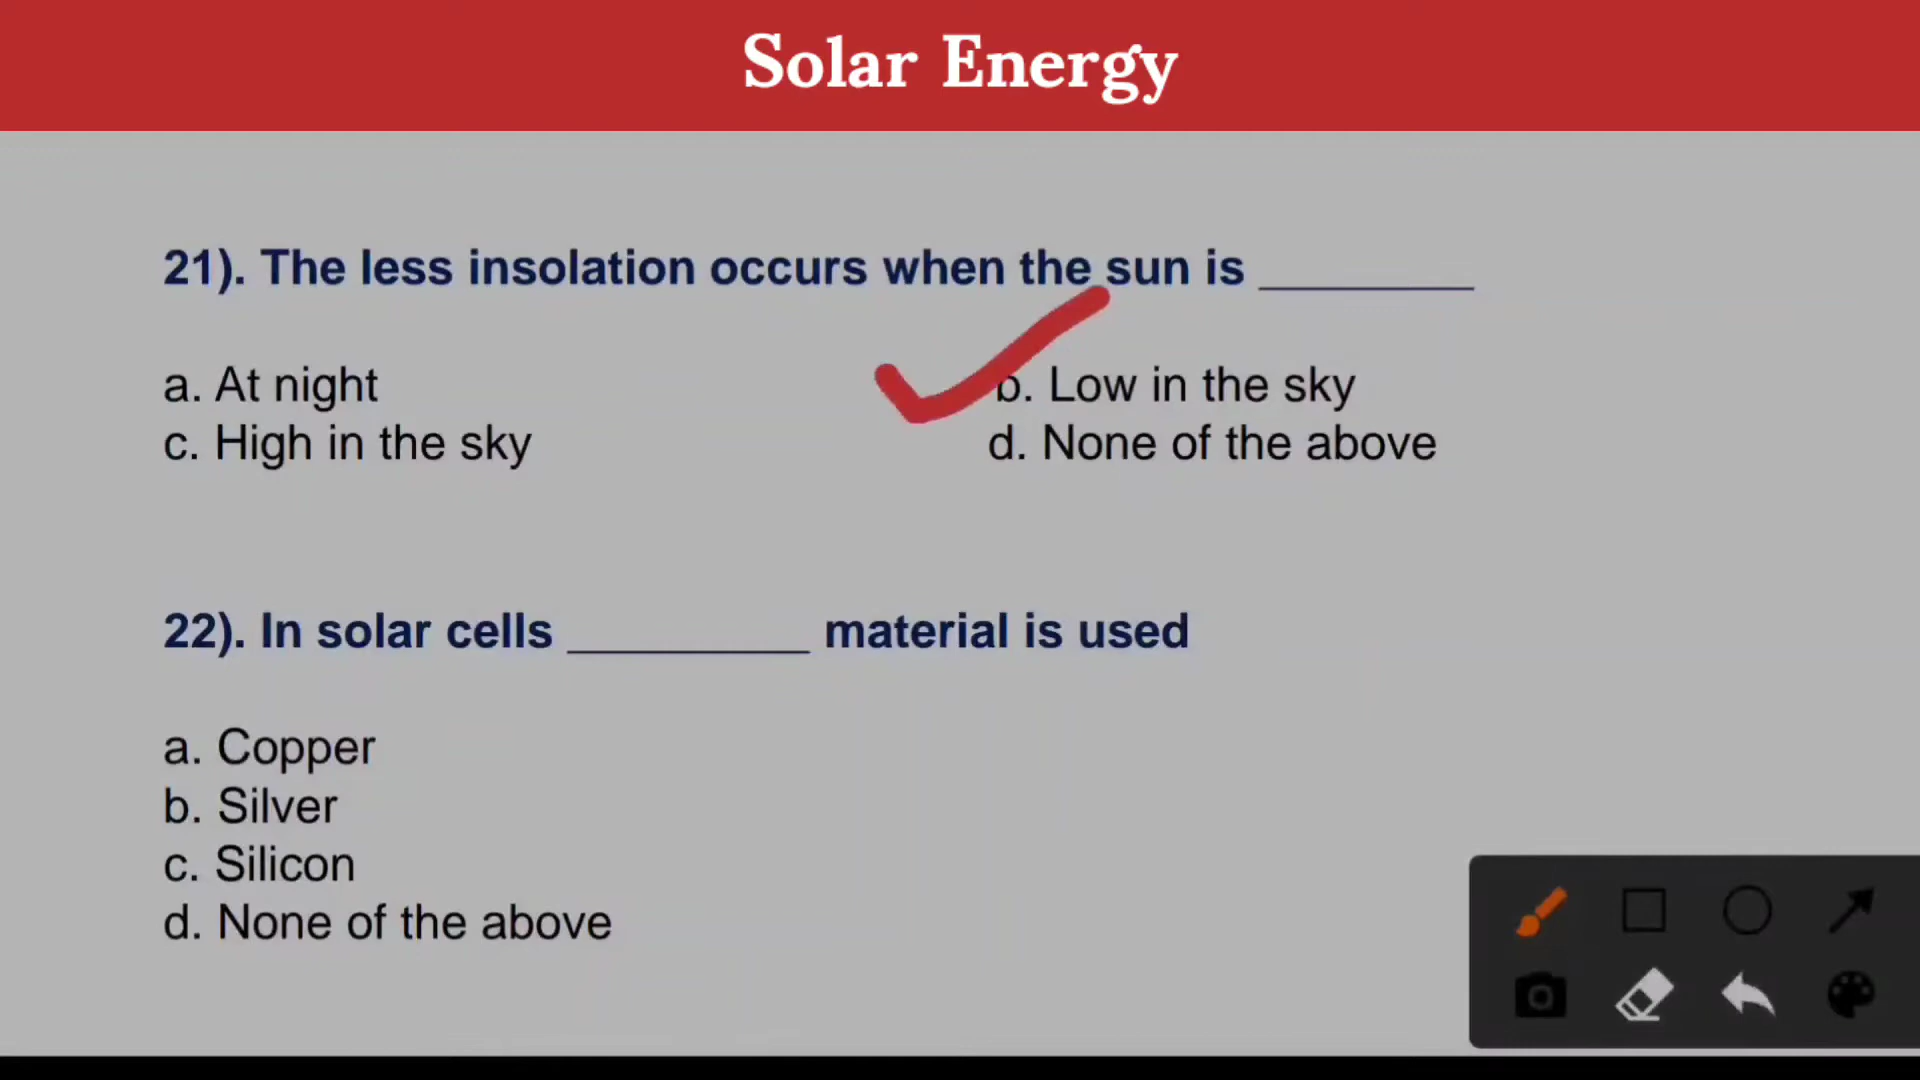 Solar Energy
21). The less insolation occurs when the sun is ________
a. At night b. Low in the sky
c. High in the sky d. None of the above
22). In solar cells _________ material is used
a. Copper
b. Silver
c. Silicon
d. None of the above